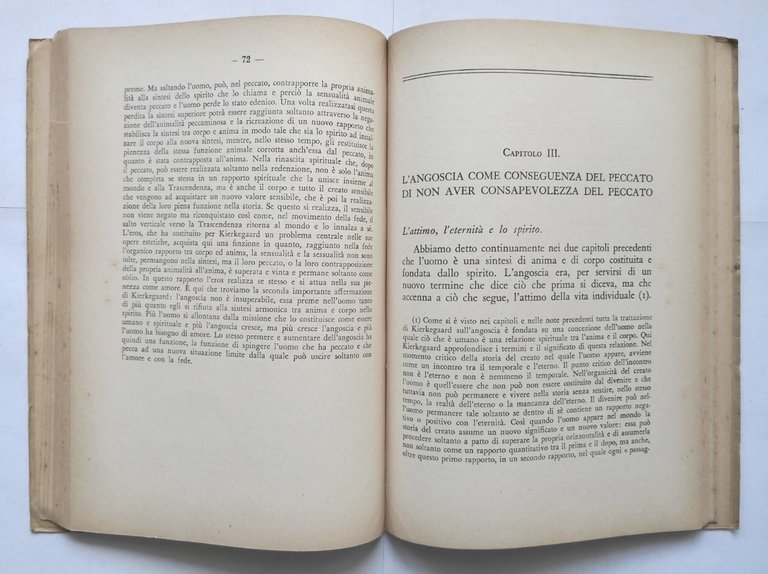 — 72 —
preme. Ma saltando l'uomo, può, nel peccato, contrapporre la propria anima-
lità alla sintesi dello spirito che lo chiama e perciò la sensualità animale
diventa peccato e l'uomo perde lo stato edenico. Una volta realizzatasi questa
perdita la sintesi superiore potrà essere raggiunta soltanto attraverso la negazione
dell'animalità peccaminosa e la ricreazione di un nuovo rapporto che
stabilisca la sintesi tra corpo e anima in modo tale che sia lo spirito ad innal-
zare il corpo alla nuova sintesi, mentre, nello stesso tempo, gli restituisce la
pienezza della stessa funzione animale corrotta anch'essa dal peccato, in
quanto è stata contrapposta all'anima. Nella rinascita spirituale che, dopo
il peccato, può essere realizzata soltanto nella redenzione, non è solo l'anima
che completa se stessa in un rapporto spirituale che la unisce insieme al
mondo e alla Trascendenza, ma è anche il corpo e tutto il creato sensibile
che vengono ad acquistare un nuovo valore sensibile, che è poi la realizza-
zione della loro piena funzione nella storia. Se questo si realizza, il sensibile
non viene negato ma riconquistato così come, nel movimento della fede, il
salto verticale verso la Trascendenza ritorna al mondo e lo innalza a sè.
L'eros, che ha costituito per Kierkegaard un problema centrale nelle sue
opere estetiche, acquista qui una funzione in quanto, raggiunto nella fede
l'organico rapporto tra corpo ed anima, la sensualità e la sessualità non sono
tolte, permangono nella sintesi, ma il loro peccato, o la loro contrapposizione
della propria animalità all'anima, è superata e vinta e permane soltanto come
oblio. In questo rapporto l'eros realizza se stesso e si attua nella sua pie-
nezza come amore. È qui che troviamo la seconda importante affermazione
di Kierkegaard: l'angoscia non è insuperabile, essa preme nell'uomo tanto
di più quanto egli si rifiuta alla sintesi armonica tra anima e corpo nello
spirito. Più l'uomo si allontana dalla missione che lo costituisce come essere
umano e spirituale e più l'angoscia cresce, ma più cresce l'angoscia e più
l'uomo ha bisogno di amore. Lo stesso premere e aumentare dell'angoscia ha
quindi una funzione, la funzione di spingere l'uomo che ha peccato e che
pecca ad una nuova situazione limite dalla quale può uscire soltanto con
l'amore e con la fede.
CAPITOLO III.
L'ANGOSCIA COME CONSEGUENZA DEL PECCATO
DI NON AVER CONSAPEVOLEZZA DEL PECCATO
L'attimo, l'eternità e lo spirito.
Abbiamo detto continuamente nei due capitoli precedenti
che l'uomo è una sintesi di anima e di corpo costituita e
fondata dallo spirito. L'angoscia era, per servirsi di un
nuovo termine che dice ciò che prima si diceva, ma che
accenna a ciò che segue, l'attimo della vita individuale (1).
(1) Come si è visto nei capitoli e nelle note precedenti tutta la trattazione
di Kierkegaard sull'angoscia è fondata su una concezione dell'uomo nella
quale ciò che è umano è una relazione spirituale tra l'anima e il corpo. Qui
Kierkegaard approfondisce i termini e il significato di questa relazione. Nel
momento critico della storia del creato nel quale l'uomo appare, avviene
come un incontro tra il temporale e l'eterno. Il punto critico dell'incontro
non è l'eterno e non è nemmeno il temporale. Nell'organicità del creato
l'uomo è quell'essere che non può non essere costituito dal divenire e che
tuttavia non può permanere e vivere nella storia senza sentire, nello stesso
tempo, la realtà dell'eterno o la mancanza dell'eterno. Il divenire può nel-
l'uomo permanere tale soltanto se dentro di sè contiene un rapporto nega-
tivo o positivo con l'eternità. Così quando l'uomo appare nel mondo la
storia del creato assume un nuovo significato e un nuovo valore: essa può
procedere soltanto a patto di superare la propria orizzontalità e di assumerla
non soltanto come un rapporto quantitativo tra il prima e il dopo, ma anche,
oltre questo primo rapporto, in un secondo rapporto, nel quale ogni « passag-